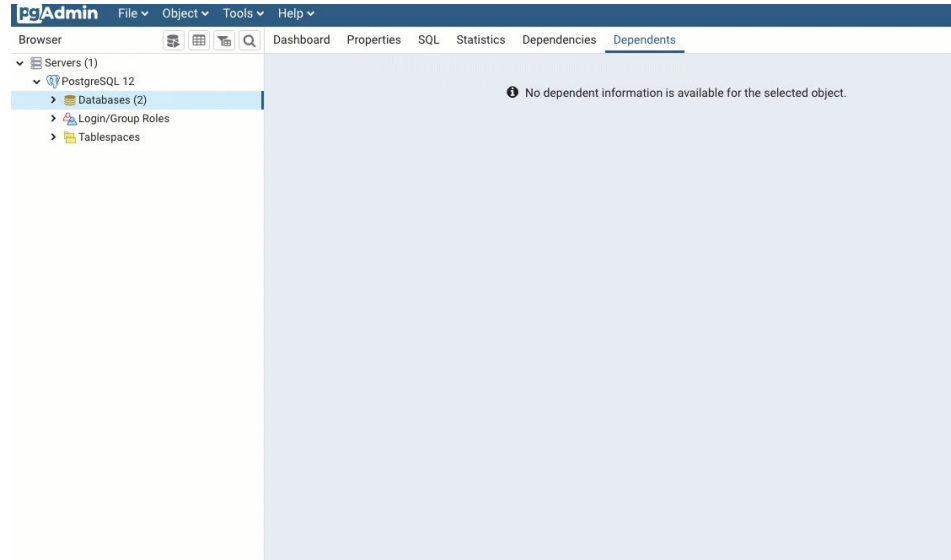 pgAdmin File Object Tools Help
Browser Dashboard Properties SQL Statistics Dependencies Dependents
Servers (1)
PostgreSQL 12
Databases (2)
Login/Group Roles
Tablespaces
No dependent information is available for the selected object.